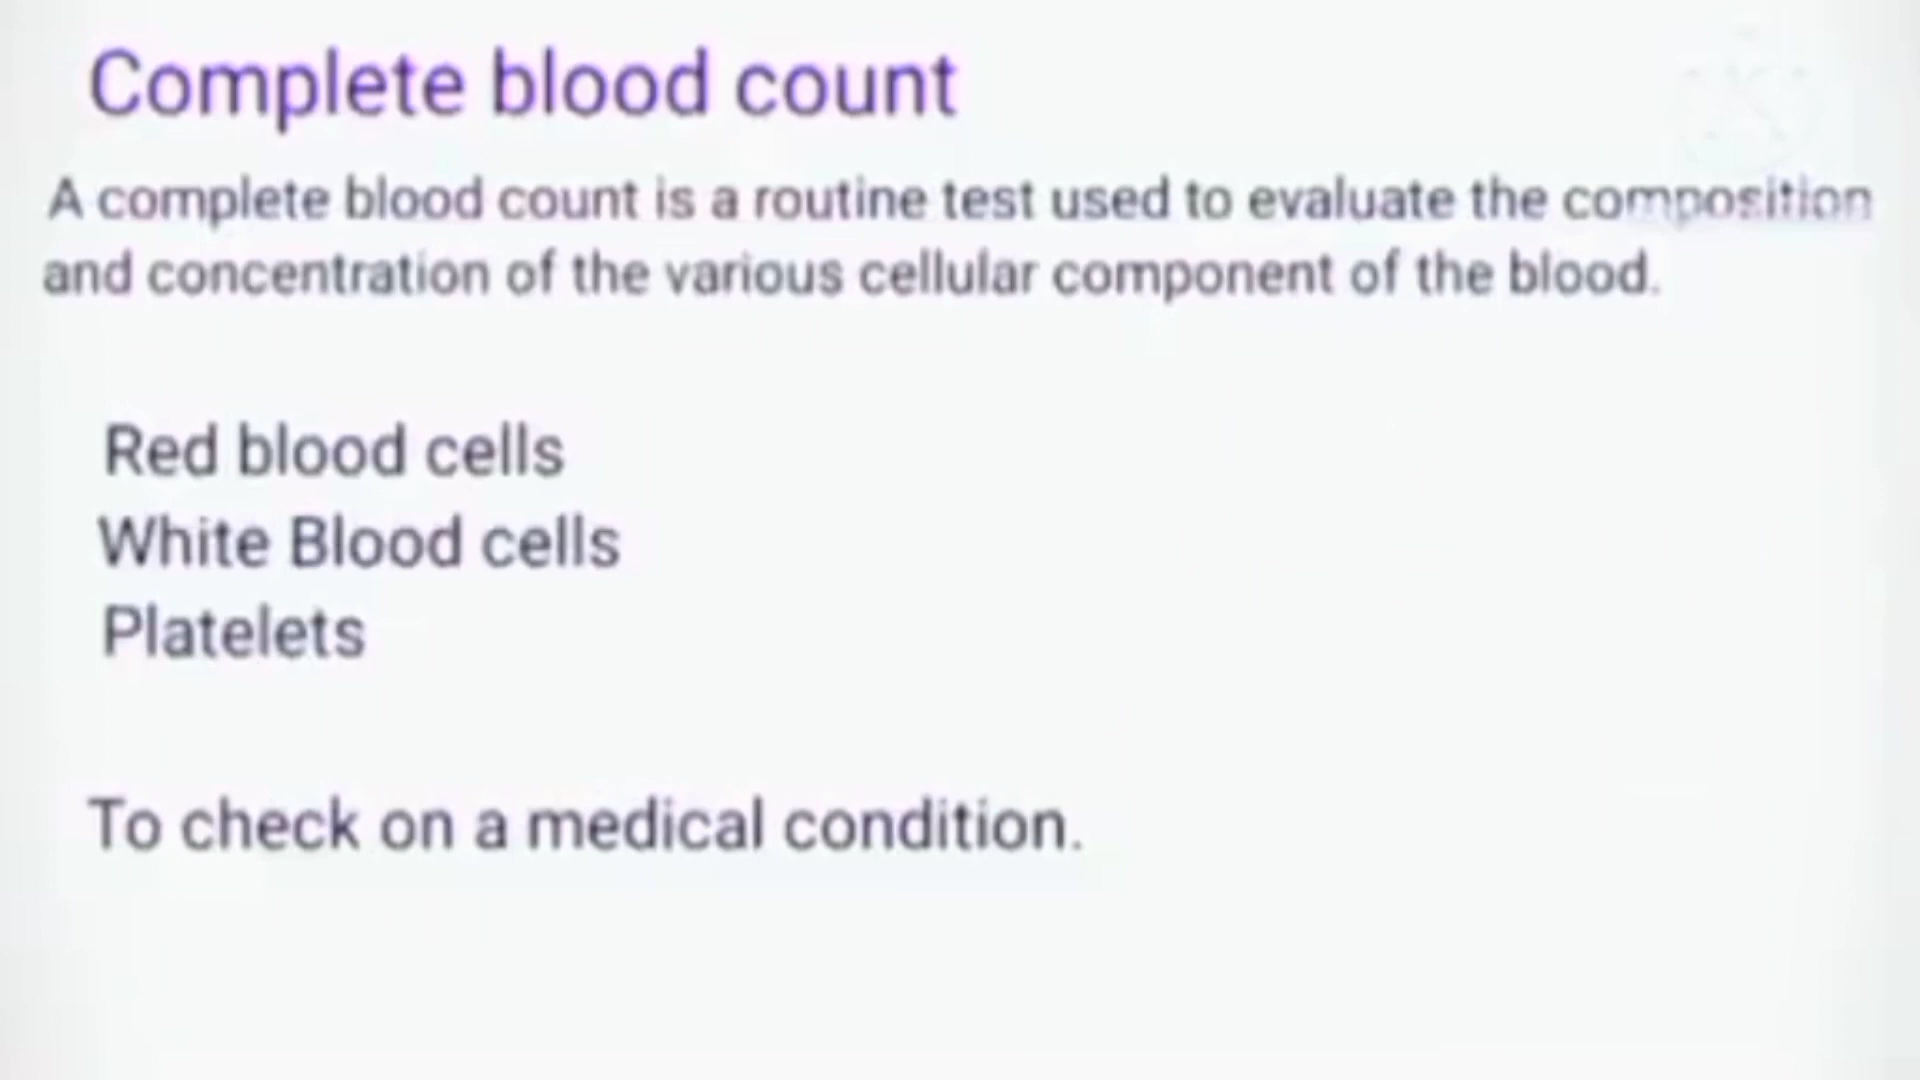 Complete blood count
A complete blood count is a routine test used to evaluate the composition
and concentration of the various cellular component of the blood.
Red blood cells
White Blood cells
Platelets
To check on a medical condition.